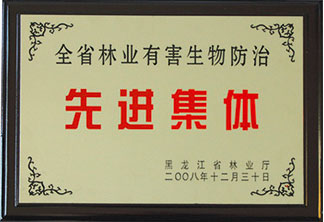 全省林业有害生物防治
先进集体
黑龙江省林业厅
二〇〇八年十二月三十日